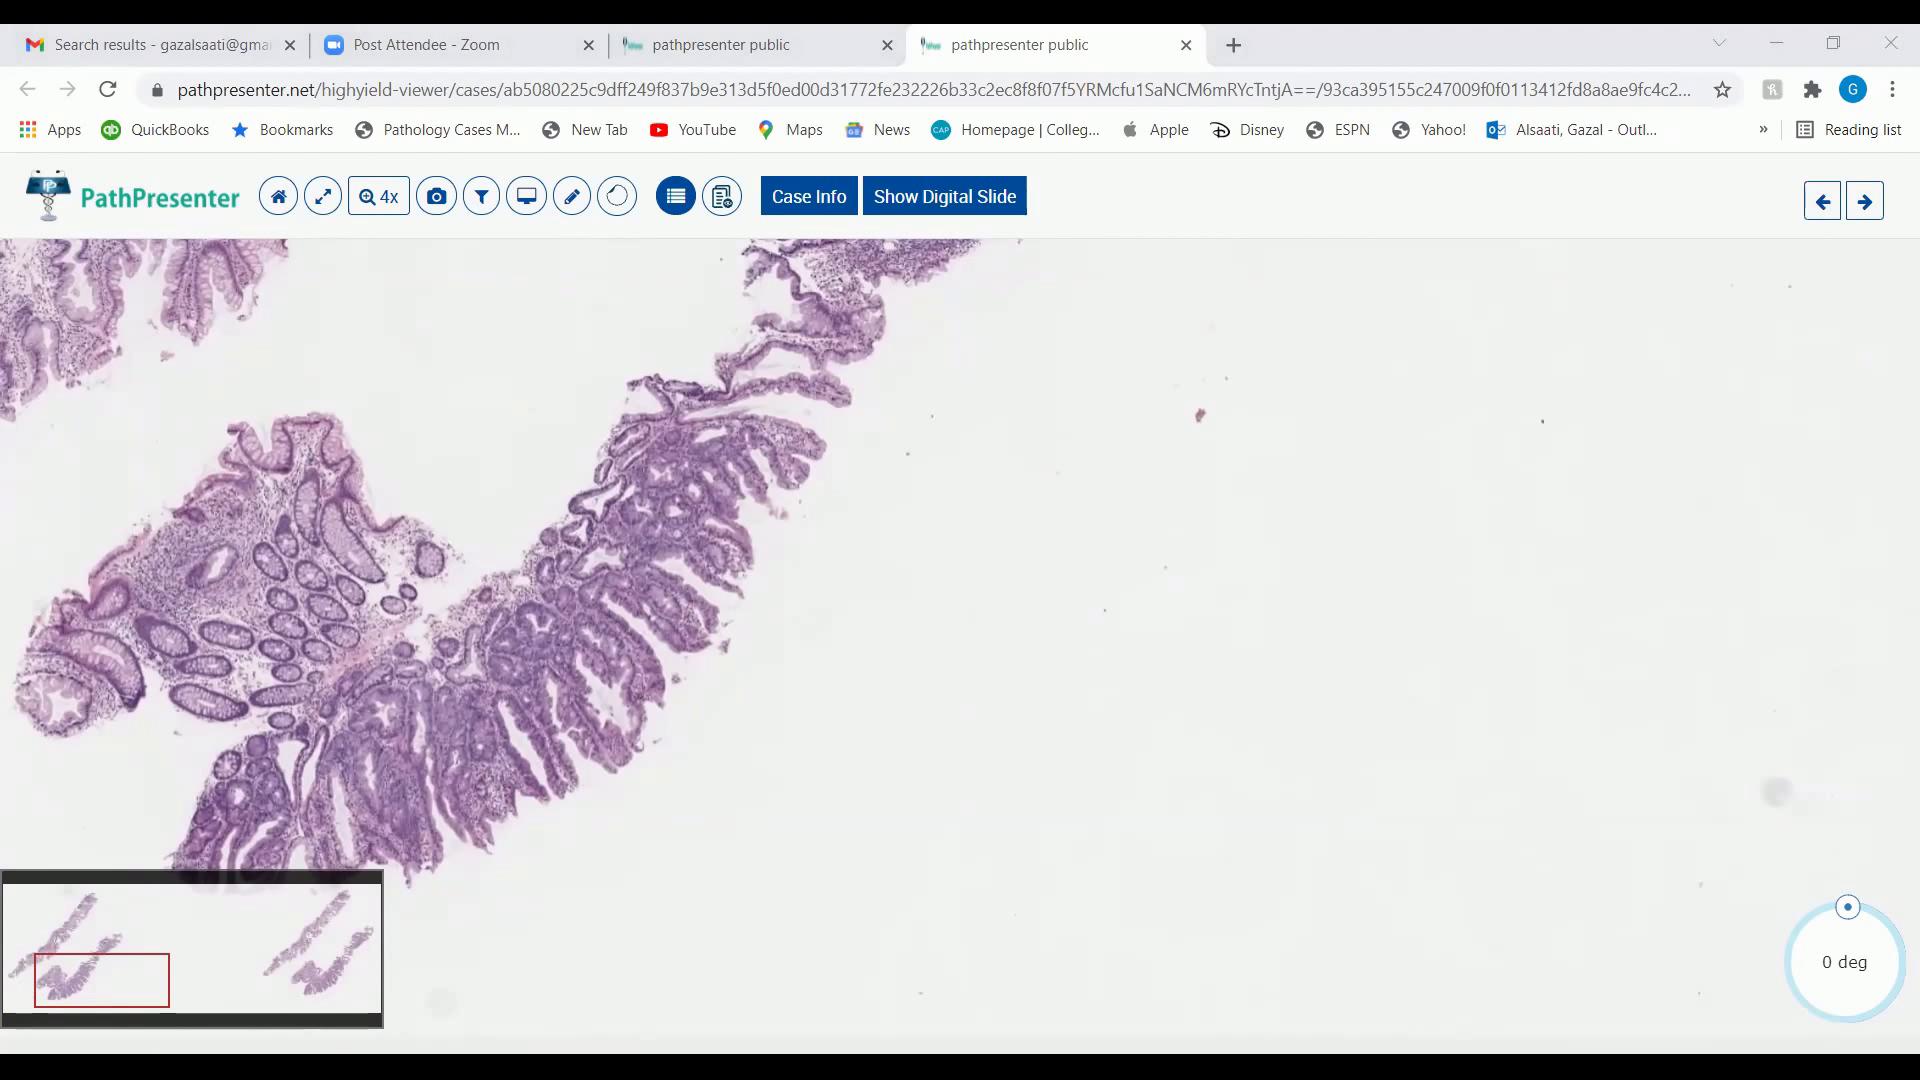 Search results - gazalsaati@gma
Post Attendee - Zoom
pathpresenter public
pathpresenter public
pathpresenter.net/highyield-viewer/cases/ab5080225c9dff249f837b9e313d5f0ed00d31772fe232226b33c2ec8f8f07f5YRMcfu1SaNCM6mRYcTntjA==/93ca395155c247009f0f0113412fd8a8ae9fc4c2...
G
Apps
QuickBooks
Bookmarks
Pathology Cases M...
New Tab
YouTube
Maps
News
CAP
Homepage | Colleg...
Apple
Disney
ESPN
Yahoo!
Alsaati, Gazal - Outl...
»
Reading list
PathPresenter
4x
Case Info
Show Digital Slide
0 deg